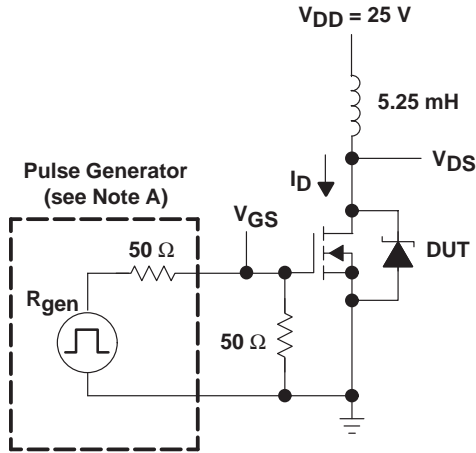 VDD = 25 V
5.25 mH
VDS
ID
Pulse Generator
(see Note A)
VGS
50 Ω
DUT
Rgen
50 Ω